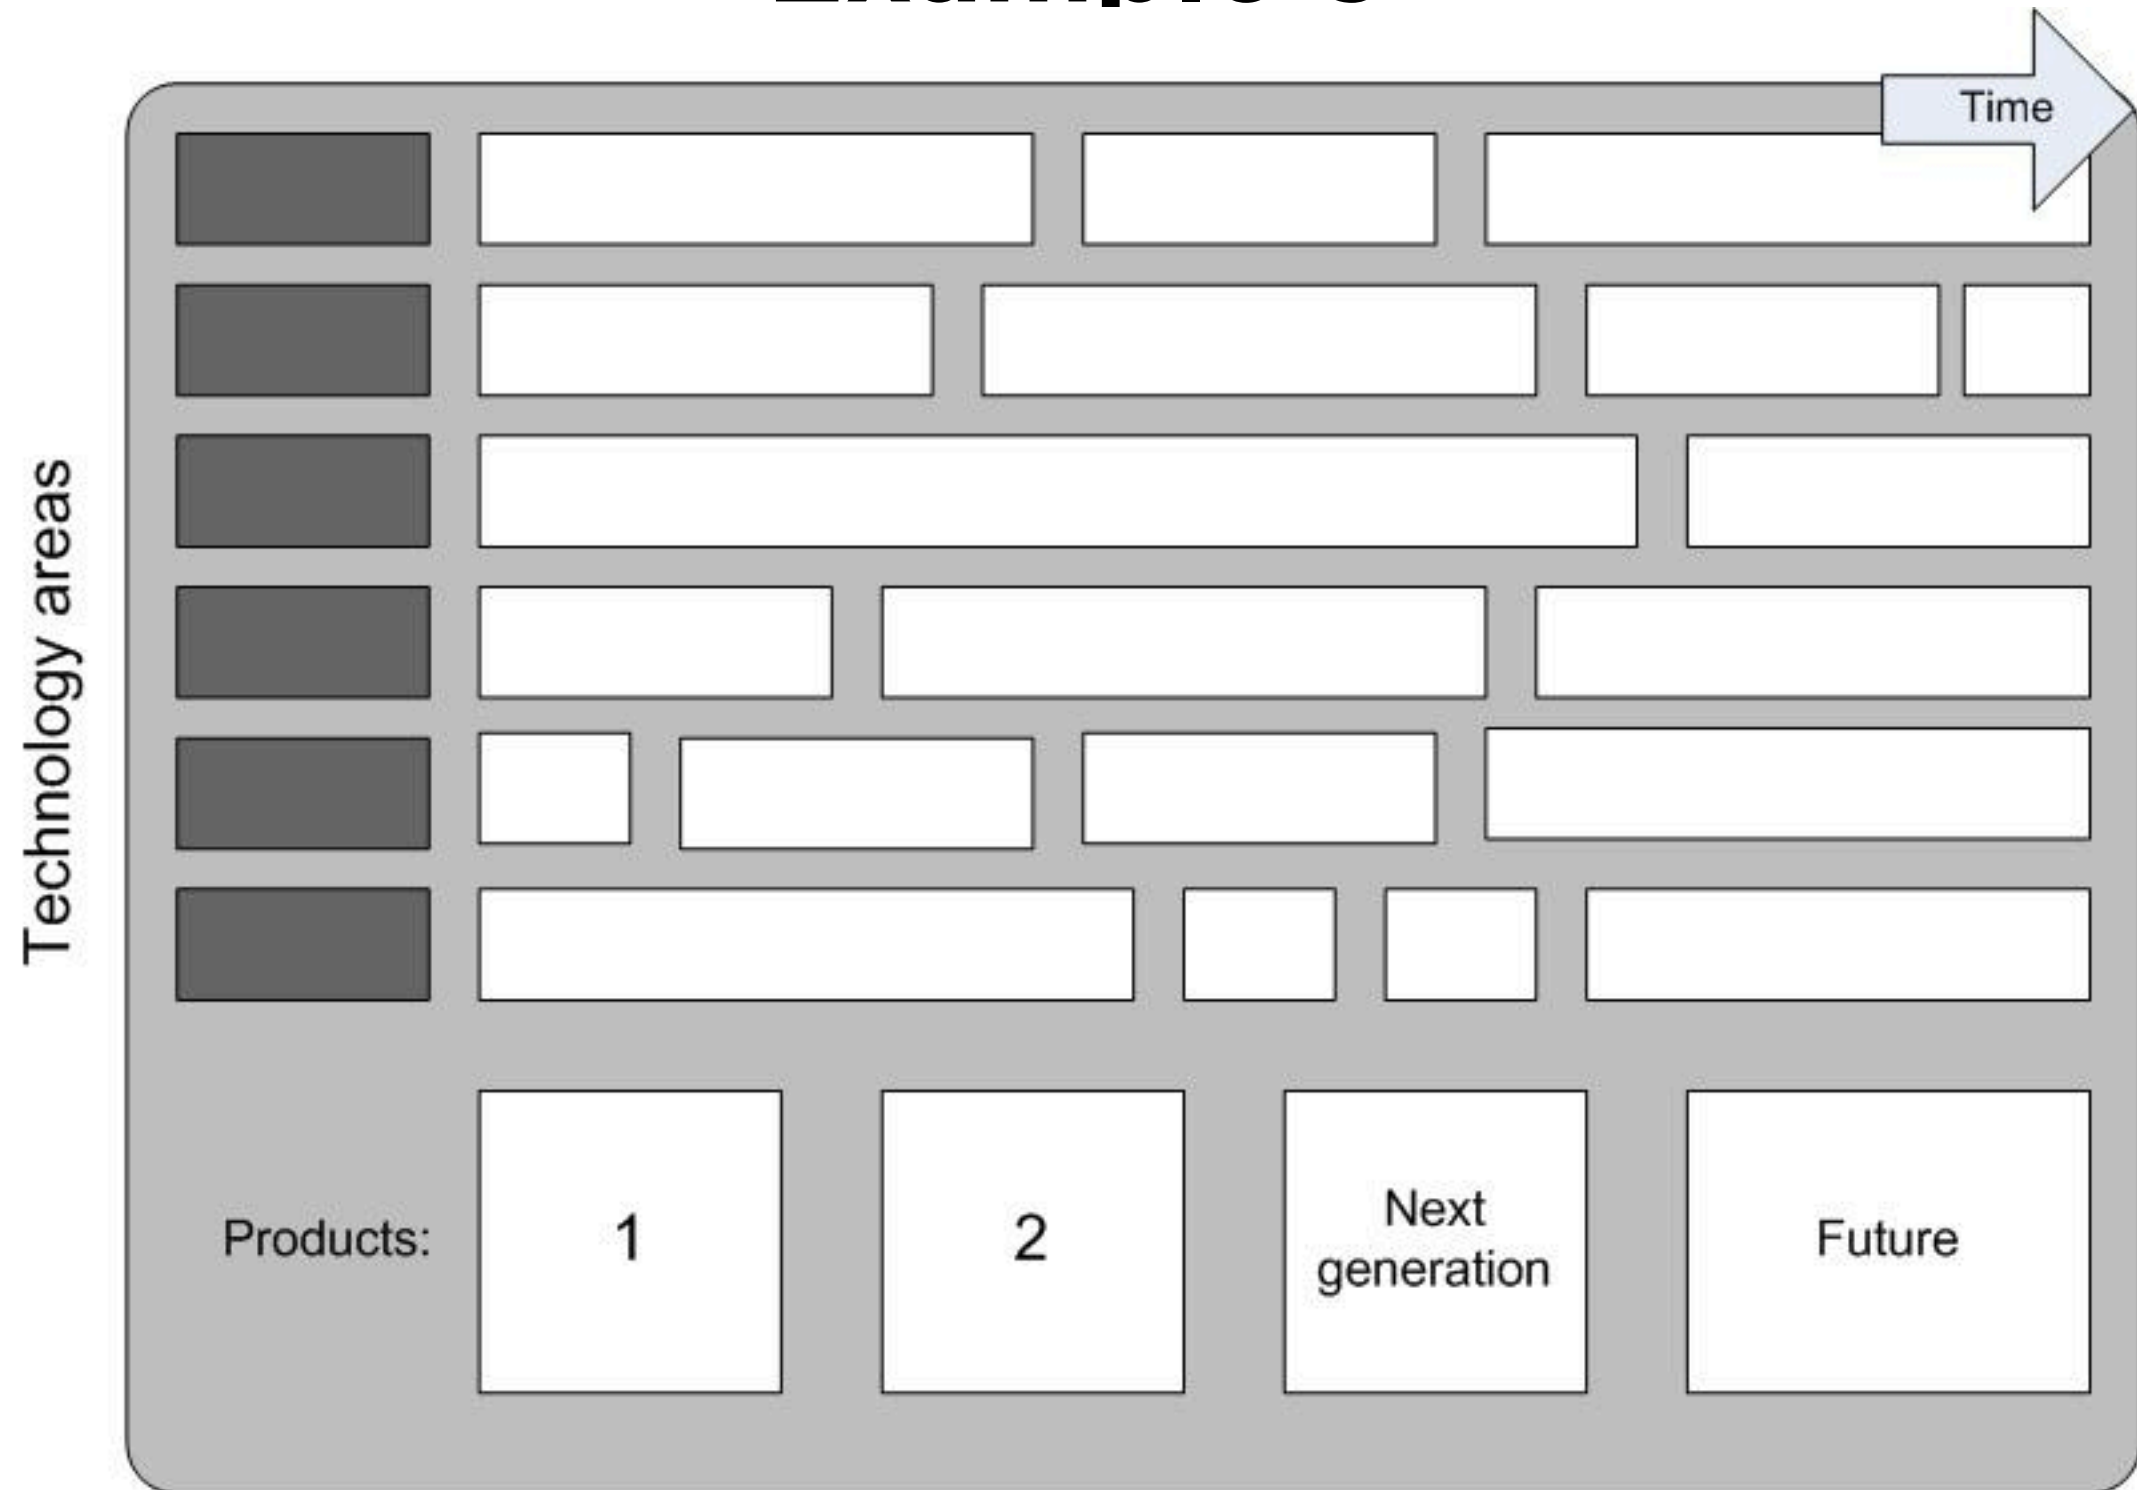 Time
Technology areas
Products:
1
2
Next
generation
Future